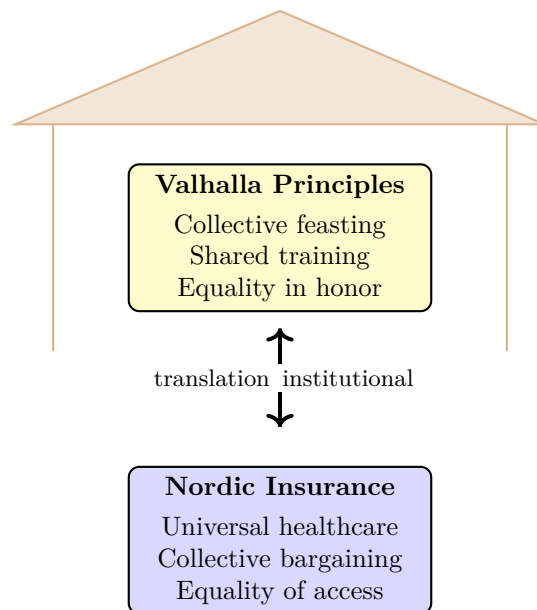 Valhalla Principles
Collective feasting
Shared training
Equality in honor
translation institutional
Nordic Insurance
Universal healthcare
Collective bargaining
Equality of access